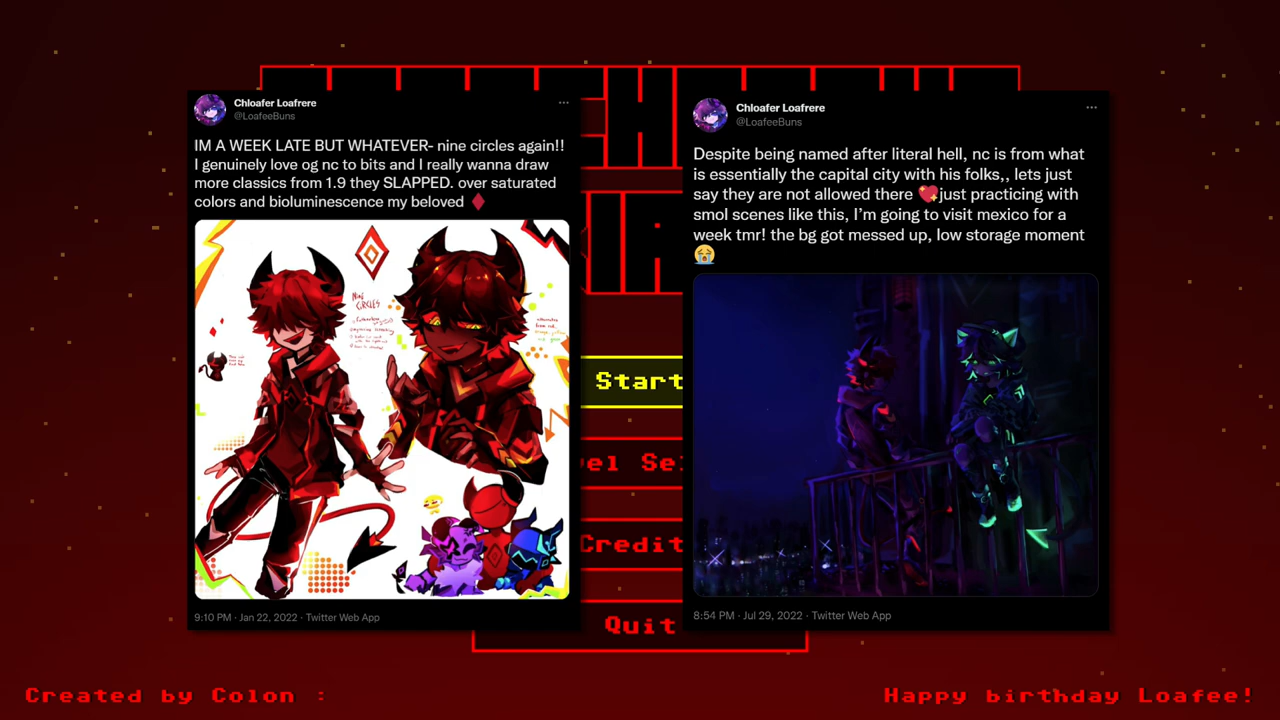 Chloafer Loafrere
@LoafeeBuns
IM A WEEK LATE BUT WHATEVER- nine circles again!!
I genuinely love og nc to bits and I really wanna draw
more classics from 1.9 they SLAPPED. over saturated
colors and bioluminescence my beloved ♦️
NINE
CIRCLES
9:10 PM · Jan 22, 2022 · Twitter Web App
Chloafer Loafrere
@LoafeeBuns
Despite being named after literal hell, nc is from what
is essentially the capital city with his folks,, lets just
say they are not allowed there 💖just practicing with
smol scenes like this, I'm going to visit mexico for a
week tmr! the bg got messed up, low storage moment
😭
8:54 PM · Jul 29, 2022 · Twitter Web App
Start
el Se
Credit
Quit
Created by Colon :
Happy birthday Loafee!